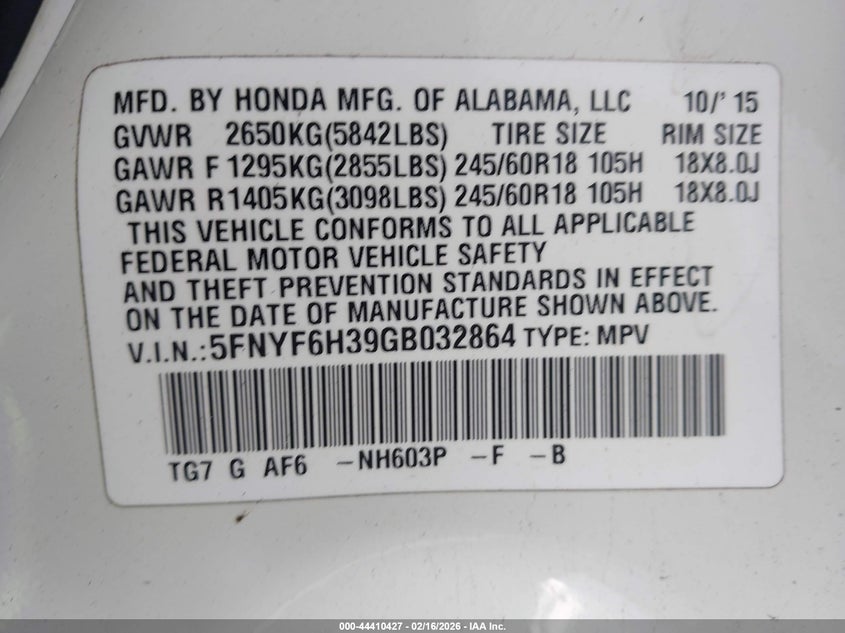 MFD. BY HONDA MFG. OF ALABAMA, LLC 10/' 15
GVWR 2650KG(5842LBS) TIRE SIZE RIM SIZE
GAWR F 1295KG(2855LBS) 245/60R18 105H 18X8.0J
GAWR R1405KG(3098LBS) 245/60R18 105H 18X8.0J
THIS VEHICLE CONFORMS TO ALL APPLICABLE
FEDERAL MOTOR VEHICLE SAFETY
AND THEFT PREVENTION STANDARDS IN EFFECT
ON THE DATE OF MANUFACTURE SHOWN ABOVE.
V.I.N.:5FNYF6H39GB032864 TYPE: MPV
TG7 G AF6 -NH603P -F -B
000-44410427 - 02/16/2026 - IAA Inc.